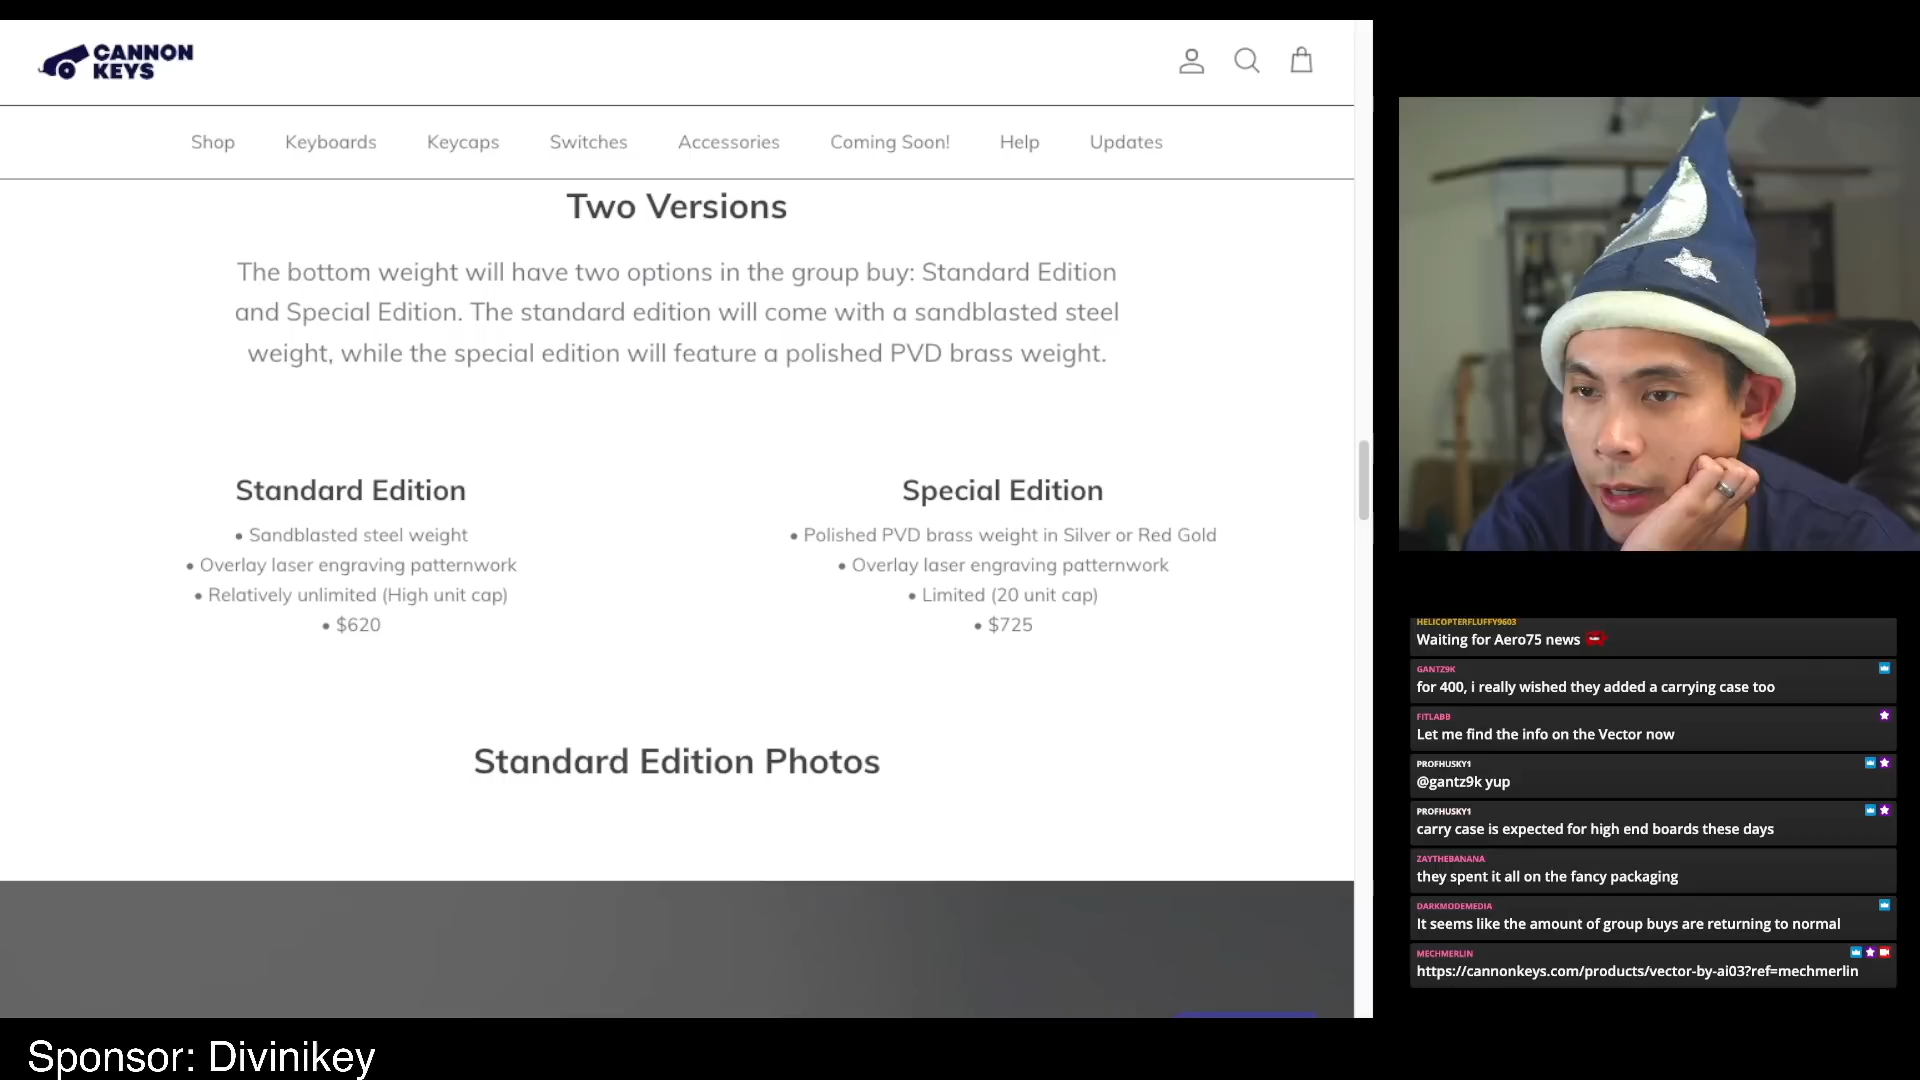 CANNON
KEYS
Shop
Keyboards
Keycaps
Switches
Accessories
Coming Soon!
Help
Updates
Two Versions
The bottom weight will have two options in the group buy: Standard Edition
and Special Edition. The standard edition will come with a sandblasted steel
weight, while the special edition will feature a polished PVD brass weight.
Standard Edition
• Sandblasted steel weight
• Overlay laser engraving patternwork
• Relatively unlimited (High unit cap)
• $620
Special Edition
• Polished PVD brass weight in Silver or Red Gold
• Overlay laser engraving patternwork
• Limited (20 unit cap)
• $725
Standard Edition Photos
HELICOPTERFLUFFY9603
Waiting for Aero75 news
GANTZ9K
for 400, i really wished they added a carrying case too
FITLABB
Let me find the info on the Vector now
PROFHUSKY1
@gantz9k yup
PROFHUSKY1
carry case is expected for high end boards these days
ZAYTHEBANANA
they spent it all on the fancy packaging
DARKMODEMEDIA
It seems like the amount of group buys are returning to normal
MECHMERLIN
https://cannonkeys.com/products/vector-by-ai03?ref=mechmerlin
Sponsor: Divinikey